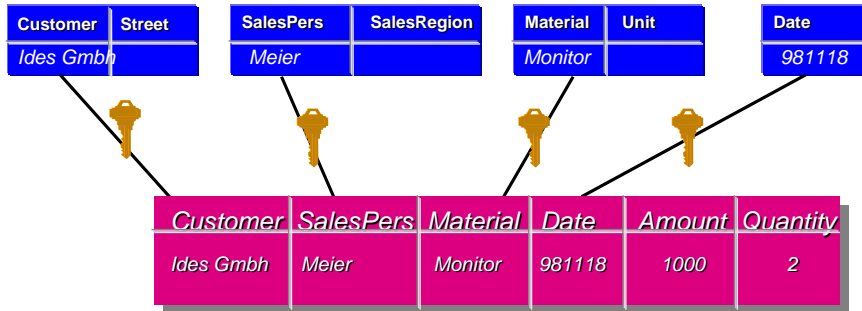 Customer Street SalesPers SalesRegion Material Unit Date
Ides Gmbh Meier Monitor 981118
Customer SalesPers Material Date Amount Quantity
Ides Gmbh Meier Monitor 981118 1000 2